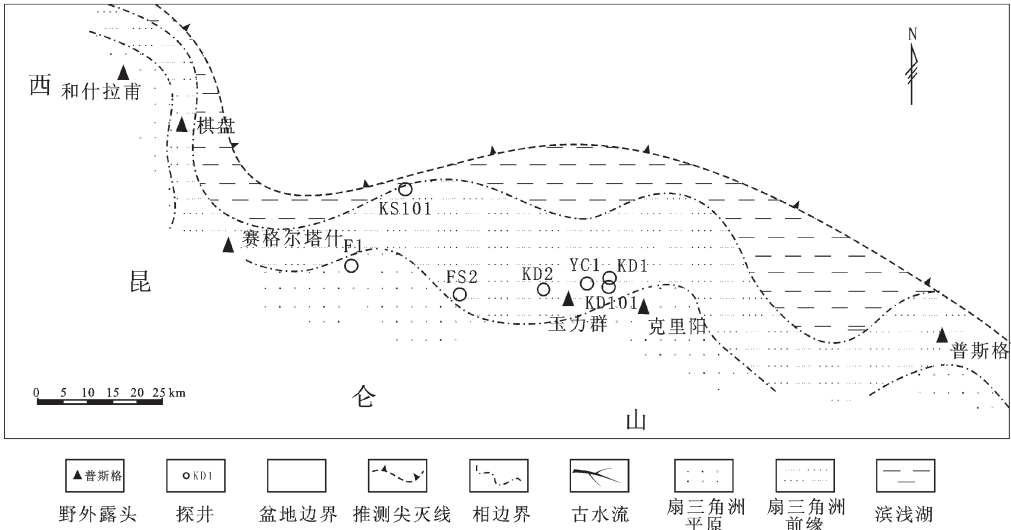 N
西
和什拉甫
棋盘
KS101
赛格尔塔什
F1
昆
FS2
KD2
YC1
KD1
KD101
玉力群
克里阳
普斯格
0 5 10 15 20 25 km
仑
山
普斯格
KD1
野外露头
探井
盆地边界
推测尖灭线
相边界
古水流
扇三角洲
平原
扇三角洲
前缘
滨浅湖